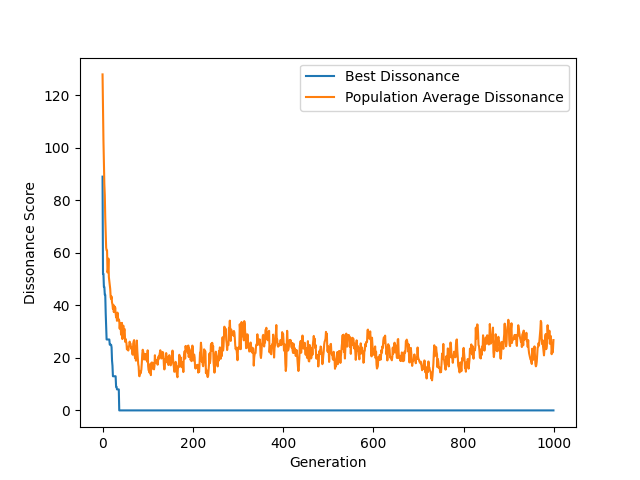 Best Dissonance
Population Average Dissonance
120
100
80
60
40
20
0
Dissonance Score
0 200 400 600 800 1000
Generation